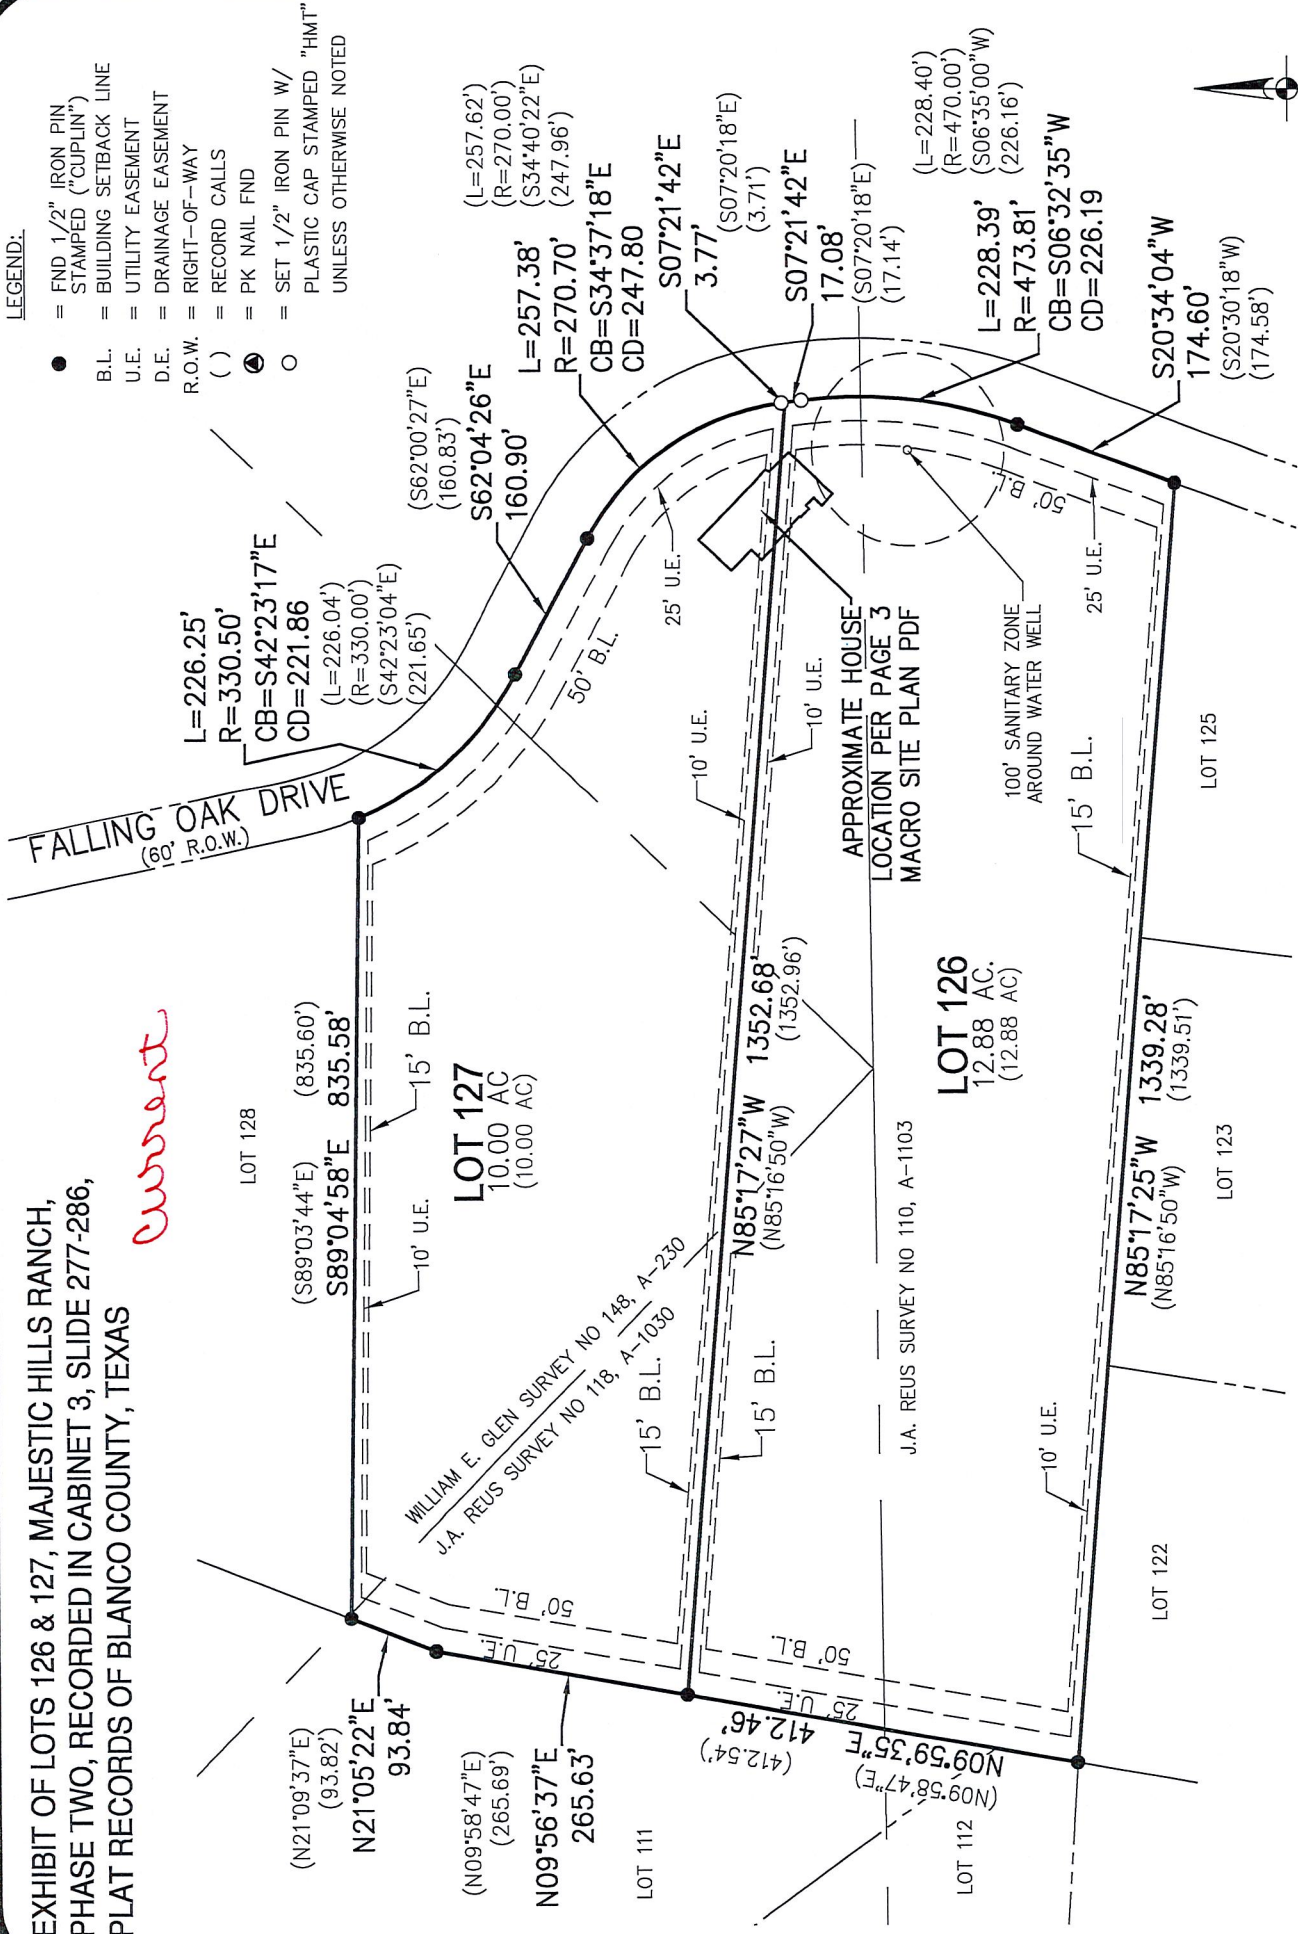 EXHIBIT OF LOTS 126 & 127, MAJESTIC HILLS RANCH,
PHASE TWO, RECORDED IN CABINET 3, SLIDE 277-286,
PLAT RECORDS OF BLANCO COUNTY, TEXAS
Current
LEGEND:
= FND 1/2" IRON PIN
STAMPED ("CUPLIN")
B.L. = BUILDING SETBACK LINE
U.E. = UTILITY EASEMENT
D.E. = DRAINAGE EASEMENT
R.O.W. = RIGHT-OF-WAY
( ) = RECORD CALLS
= PK NAIL FND
= SET 1/2" IRON PIN W/
PLASTIC CAP STAMPED "HMT"
UNLESS OTHERWISE NOTED
FALLING OAK DRIVE
(60' R.O.W.)
L=226.25'
R=330.50'
CB=S42°23'17"E
CD=221.86
(L=226.04')
(R=330.00')
(S42°23'04"E)
(221.65')
(S62°00'27"E)
(160.83')
S62°04'26"E
160.90'
(L=257.62')
(R=270.00')
(S34°40'22"E)
(247.96')
L=257.38'
R=270.70'
CB=S34°37'18"E
CD=247.80
S07°21'42"E
3.77'
(S07°20'18"E)
(3.71')
S07°21'42"E
17.08'
(S07°20'18"E)
(17.14')
(L=228.40')
(R=470.00')
(S06°35'00"W)
(226.16')
L=228.39'
R=473.81'
CB=S06°32'35"W
CD=226.19
S20°34'04"W
174.60'
(S20°30'18"W)
(174.58')
LOT 128
(S89°03'44"E) (835.60')
S89°04'58"E 835.58'
10' U.E.
15' B.L.
LOT 127
10.00 AC
(10.00 AC)
50' B.L.
25' U.E.
10' U.E.
10' U.E.
APPROXIMATE HOUSE
LOCATION PER PAGE 3
MACRO SITE PLAN PDF
100' SANITARY ZONE
AROUND WATER WELL
50' B.L.
25' U.E.
WILLIAM E. GLEN SURVEY NO 148, A-230
J.A. REUS SURVEY NO 118, A-1030
(N21°09'37"E)
(93.82')
N21°05'22"E
93.84'
(N09°58'47"E)
(265.69')
N09°56'37"E
265.63'
50' B.L.
25' U.E.
15' B.L.
15' B.L.
N85°17'27"W 1352.68'
(N85°16'50"W) (1352.96')
LOT 126
12.88 AC.
(12.88 AC)
J.A. REUS SURVEY NO 110, A-1103
LOT 111
412.46'
(412.54')
N09°59'35"E
(N09°58'47"E)
50' B.L.
25' U.E.
LOT 112
10' U.E.
15' B.L.
N85°17'25"W 1339.28'
(N85°16'50"W) (1339.51')
LOT 122
LOT 123
LOT 125